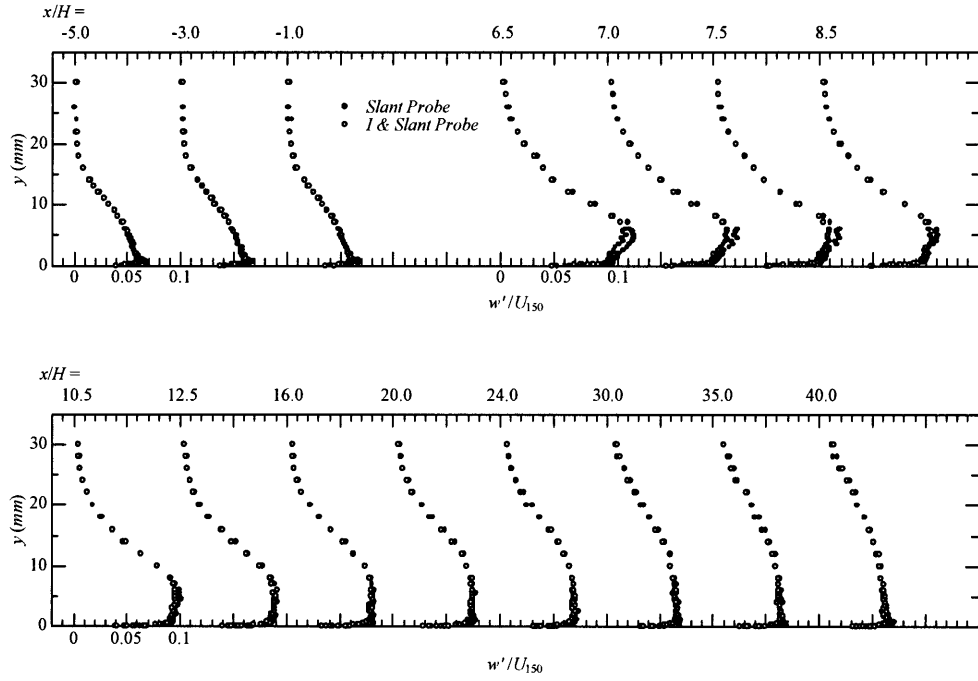 x/H =
-5.0 -3.0 -1.0 6.5 7.0 7.5 8.5
30
20
10
0
y (mm)
Slant Probe
I & Slant Probe
0 0.05 0.1 0 0.05 0.1
w'/U150
x/H =
10.5 12.5 16.0 20.0 24.0 30.0 35.0 40.0
30
20
10
0
y (mm)
0 0.05 0.1
w'/U150